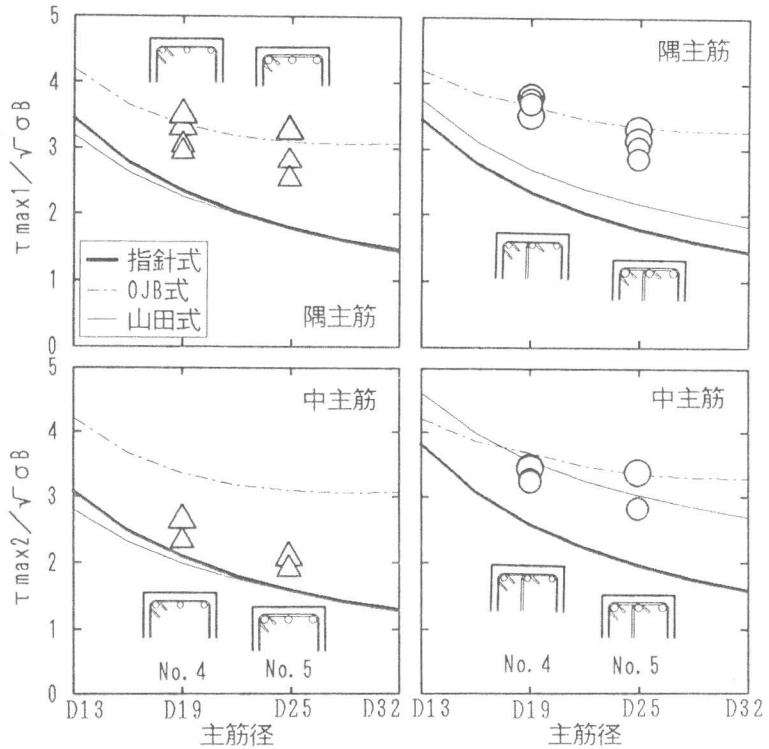 5
4
3
2
1
0
τmax1/√σB
指針式
OJB式
山田式
隅主筋
隅主筋
5
4
3
2
1
0
τmax2/√σB
中主筋
中主筋
No.4
No.5
No.4
No.5
D13
D19
D25
D32
D13
D19
D25
D32
主筋径
主筋径